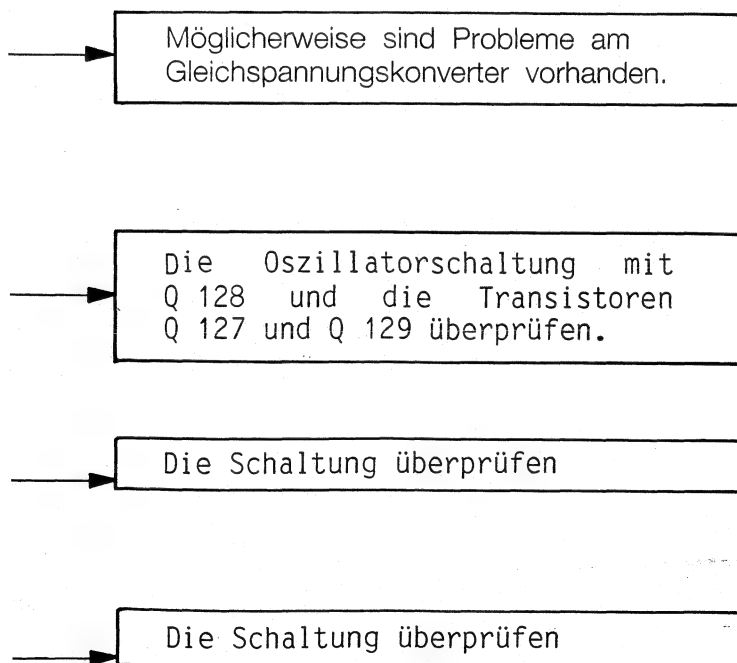 Möglicherweise sind Probleme am
Gleichspannungskonverter vorhanden.
Die Oszillatorschaltung mit
Q 128 und die Transistoren
Q 127 und Q 129 überprüfen.
Die Schaltung überprüfen
Die Schaltung überprüfen